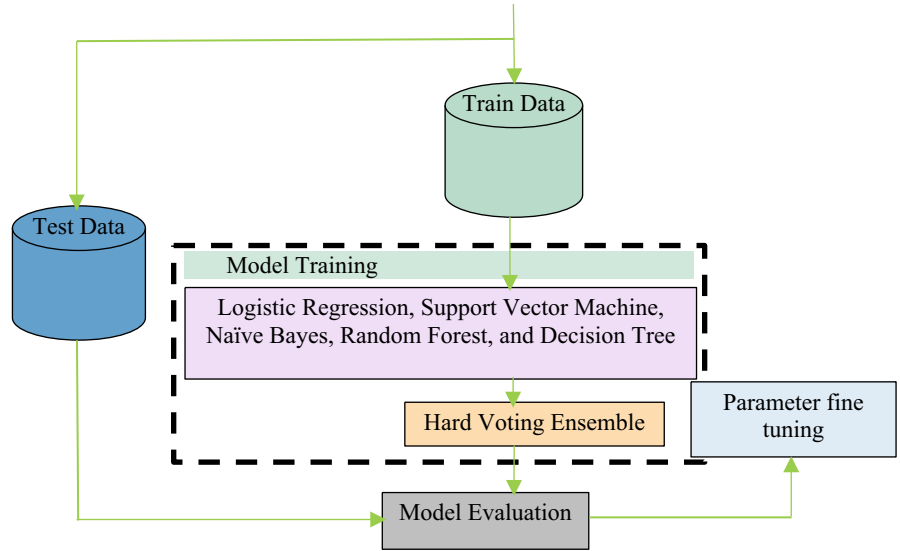 Train Data
Test Data
Model Training
Logistic Regression, Support Vector Machine,
Naïve Bayes, Random Forest, and Decision Tree
Parameter fine
tuning
Hard Voting Ensemble
Model Evaluation